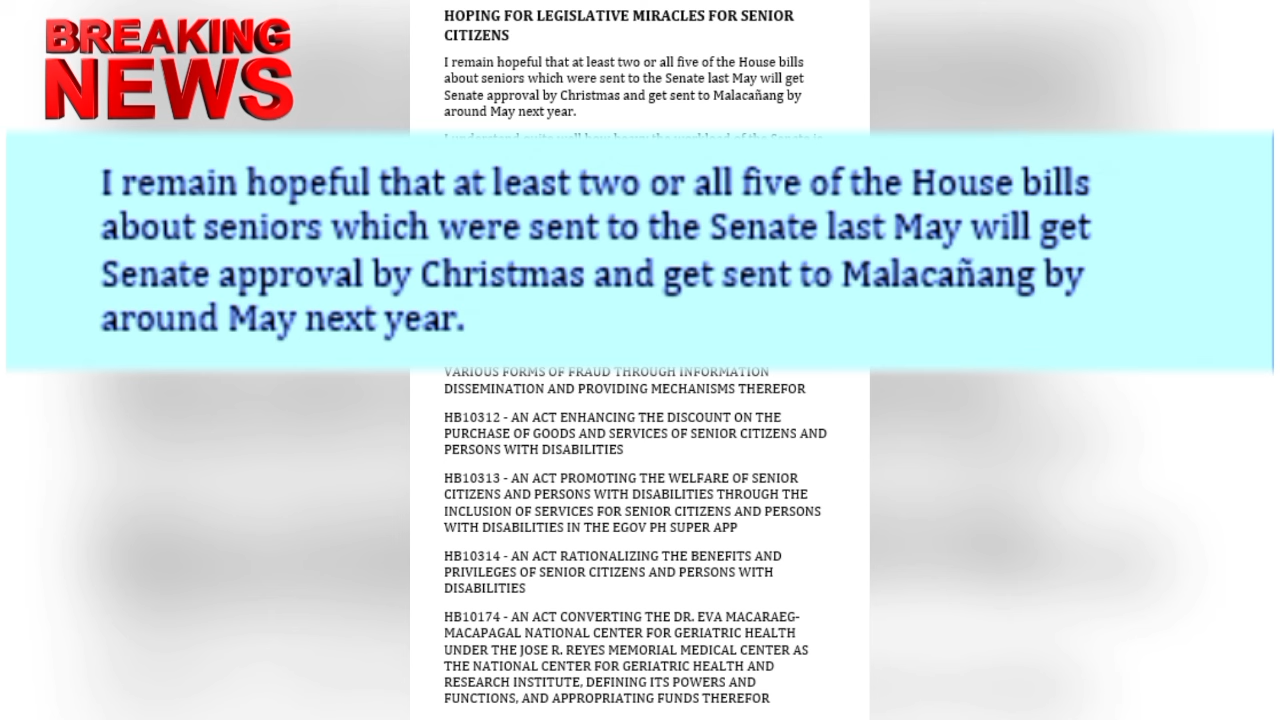 BREAKING
NEWS
HOPING FOR LEGISLATIVE MIRACLES FOR SENIOR
CITIZENS
I remain hopeful that at least two or all five of the House bills
about seniors which were sent to the Senate last May will get
Senate approval by Christmas and get sent to Malacañang by
around May next year.
I remain hopeful that at least two or all five of the House bills
about seniors which were sent to the Senate last May will get
Senate approval by Christmas and get sent to Malacañang by
around May next year.
VARIOUS FORMS OF FRAUD THROUGH INFORMATION
DISSEMINATION AND PROVIDING MECHANISMS THEREFOR
HB10312 - AN ACT ENHANCING THE DISCOUNT ON THE
PURCHASE OF GOODS AND SERVICES OF SENIOR CITIZENS AND
PERSONS WITH DISABILITIES
HB10313 - AN ACT PROMOTING THE WELFARE OF SENIOR
CITIZENS AND PERSONS WITH DISABILITIES THROUGH THE
INCLUSION OF SERVICES FOR SENIOR CITIZENS AND PERSONS
WITH DISABILITIES IN THE EGOV PH SUPER APP
HB10314 - AN ACT RATIONALIZING THE BENEFITS AND
PRIVILEGES OF SENIOR CITIZENS AND PERSONS WITH
DISABILITIES
HB10174 - AN ACT CONVERTING THE DR. EVA MACARAEG-
MACAPAGAL NATIONAL CENTER FOR GERIATRIC HEALTH
UNDER THE JOSE R. REYES MEMORIAL MEDICAL CENTER AS
THE NATIONAL CENTER FOR GERIATRIC HEALTH AND
RESEARCH INSTITUTE, DEFINING ITS POWERS AND
FUNCTIONS, AND APPROPRIATING FUNDS THEREFOR